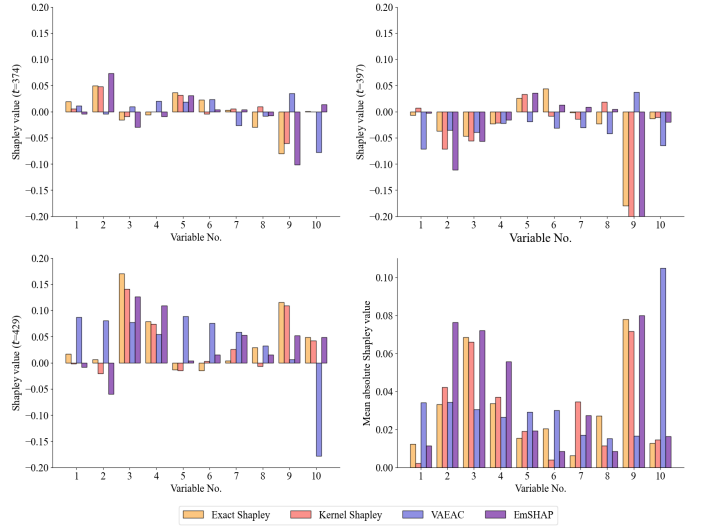 0.20
0.15
0.10
0.05
0.00
−0.05
−0.10
−0.15
−0.20
Shapley value (t=374)
1 2 3 4 5 6 7 8 9 10
Variable No.
0.20
0.15
0.10
0.05
0.00
−0.05
−0.10
−0.15
−0.20
Shapley value (t=397)
1 2 3 4 5 6 7 8 9 10
Variable No.
0.20
0.15
0.10
0.05
0.00
−0.05
−0.10
−0.15
−0.20
Shapley value (t=429)
1 2 3 4 5 6 7 8 9 10
Variable No.
0.10
0.08
0.06
0.04
0.02
0.00
Mean absolute Shapley value
1 2 3 4 5 6 7 8 9 10
Variable No.
Exact Shapley Kernel Shapley VAEAC EmSHAP